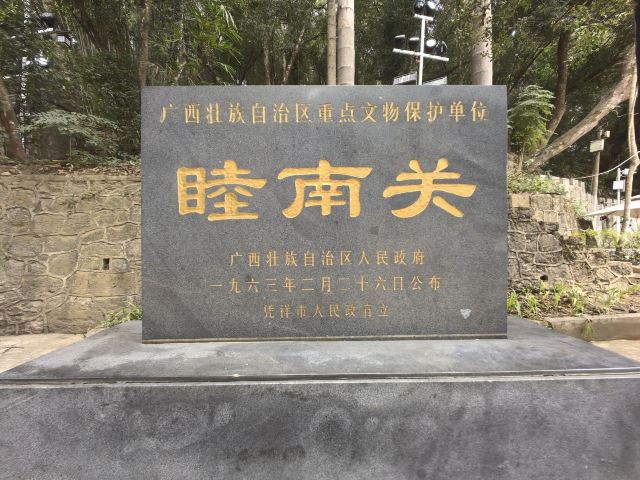 广西壮族自治区重点文物保护单位
睦南关
广西壮族自治区人民政府
一九六三年二月二十六日公布
凭祥市人民政府立